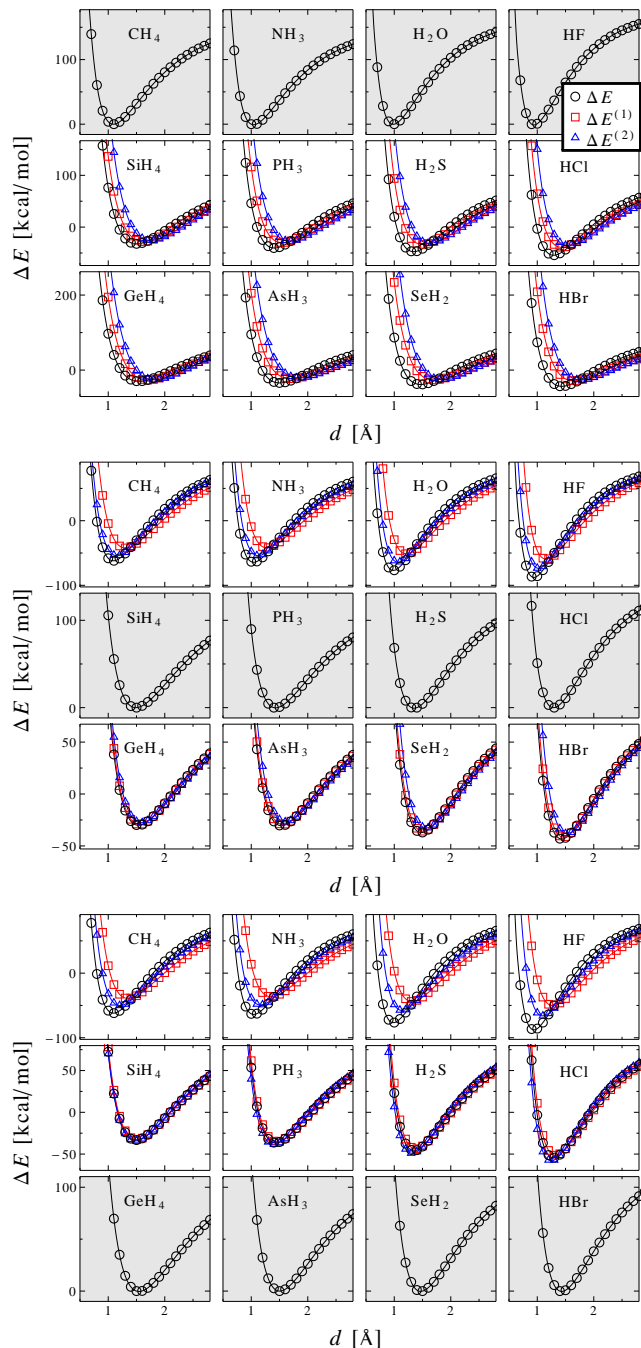 CH4 NH3 H2O HF
100
0
ΔE
ΔE(1)
ΔE(2)
SiH4 PH3 H2S HCl
100
0
ΔE [kcal/mol]
GeH4 AsH3 SeH2 HBr
200
0
1 2 1 2 1 2 1 2
d [Å]
CH4 NH3 H2O HF
0
−100
SiH4 PH3 H2S HCl
100
0
ΔE [kcal/mol]
GeH4 AsH3 SeH2 HBr
50
0
−50
1 2 1 2 1 2 1 2
d [Å]
CH4 NH3 H2O HF
0
−100
SiH4 PH3 H2S HCl
50
0
−50
ΔE [kcal/mol]
GeH4 AsH3 SeH2 HBr
100
0
1 2 1 2 1 2 1 2
d [Å]